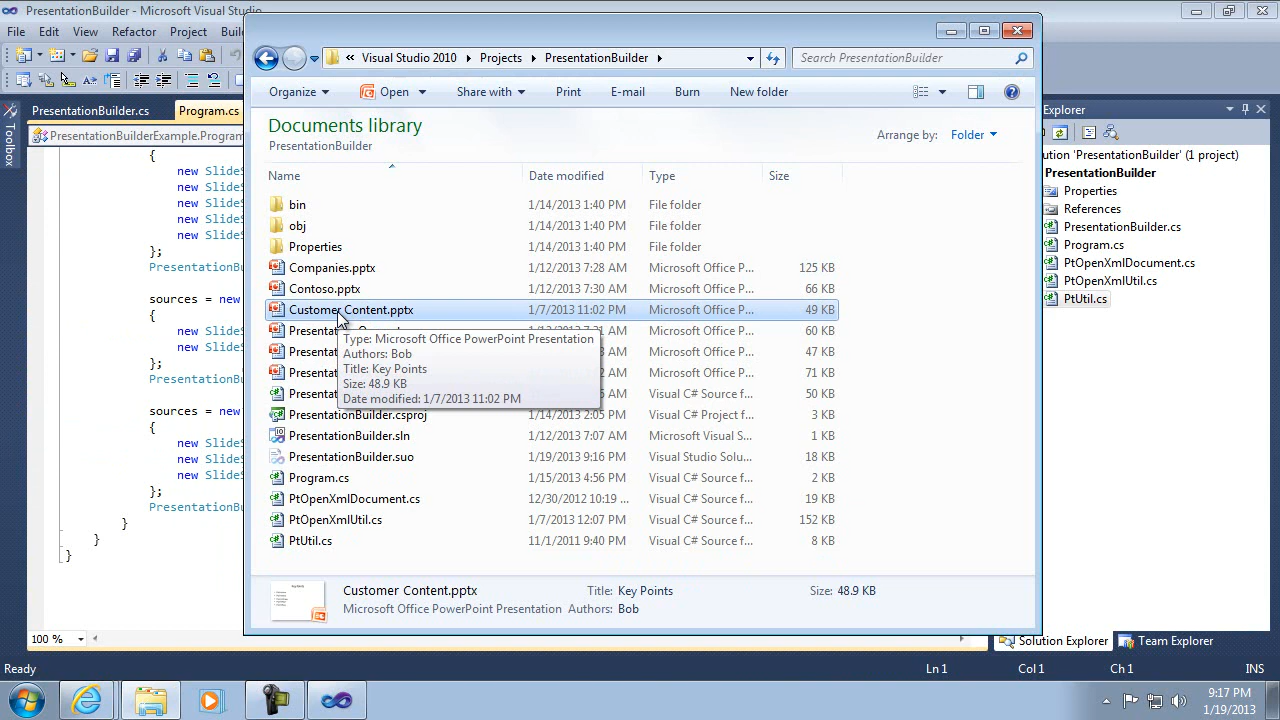 PresentationBuilder - Microsoft Visual Studio
File Edit View Refactor Project
« Visual Studio 2010 Projects PresentationBuilder
Search PresentationBuilder
Organize Open Share with Print E-mail Burn New folder
PresentationBuilder.cs Program.cs
Explorer
Documents library
PresentationBuilder
Arrange by: Folder
PresentationBuilderExample.Program
Toolbox
Name Date modified Type Size
bin 1/14/2013 1:40 PM File folder
obj 1/14/2013 1:40 PM File folder
Properties 1/14/2013 1:40 PM File folder
Companies.pptx 1/12/2013 7:28 AM Microsoft Office P... 125 KB
Contoso.pptx 1/12/2013 7:30 AM Microsoft Office P... 66 KB
Customer Content.pptx 1/7/2013 11:02 PM Microsoft Office P... 49 KB
Microsoft Office P... 60 KB
Microsoft Office P... 47 KB
Microsoft Office P... 71 KB
Visual C# Source f... 50 KB
PresentationBuilder.csproj 1/14/2013 2:05 PM Visual C# Project f... 3 KB
PresentationBuilder.sln 1/12/2013 7:07 AM Microsoft Visual S... 1 KB
PresentationBuilder.suo 1/19/2013 9:16 PM Visual Studio Solu... 18 KB
Program.cs 1/15/2013 4:56 PM Visual C# Source f... 2 KB
PtOpenXmlDocument.cs 12/30/2012 10:19 ... Visual C# Source f... 19 KB
PtOpenXmlUtil.cs 1/7/2013 12:07 PM Visual C# Source f... 152 KB
PtUtil.cs 11/1/2011 9:40 PM Visual C# Source f... 8 KB
Type: Microsoft Office PowerPoint Presentation
Authors: Bob
Title: Key Points
Size: 48.9 KB
Date modified: 1/7/2013 11:02 PM
Customer Content.pptx Title: Key Points Size: 48.9 KB
Microsoft Office PowerPoint Presentation Authors: Bob
{
new
new
new
new
new
};
sources = new
{
new
new
};
sources = new
{
new
new
new
};
}
}
}
'PresentationBuilder' (1 project)
PresentationBuilder
Properties
References
PresentationBuilder.cs
Program.cs
PtOpenXmlDocument.cs
PtOpenXmlUtil.cs
PtUtil.cs
100 %
Solution Explorer Team Explorer
Ready Ln 1 Col 1 Ch 1 INS
9:17 PM
1/19/2013